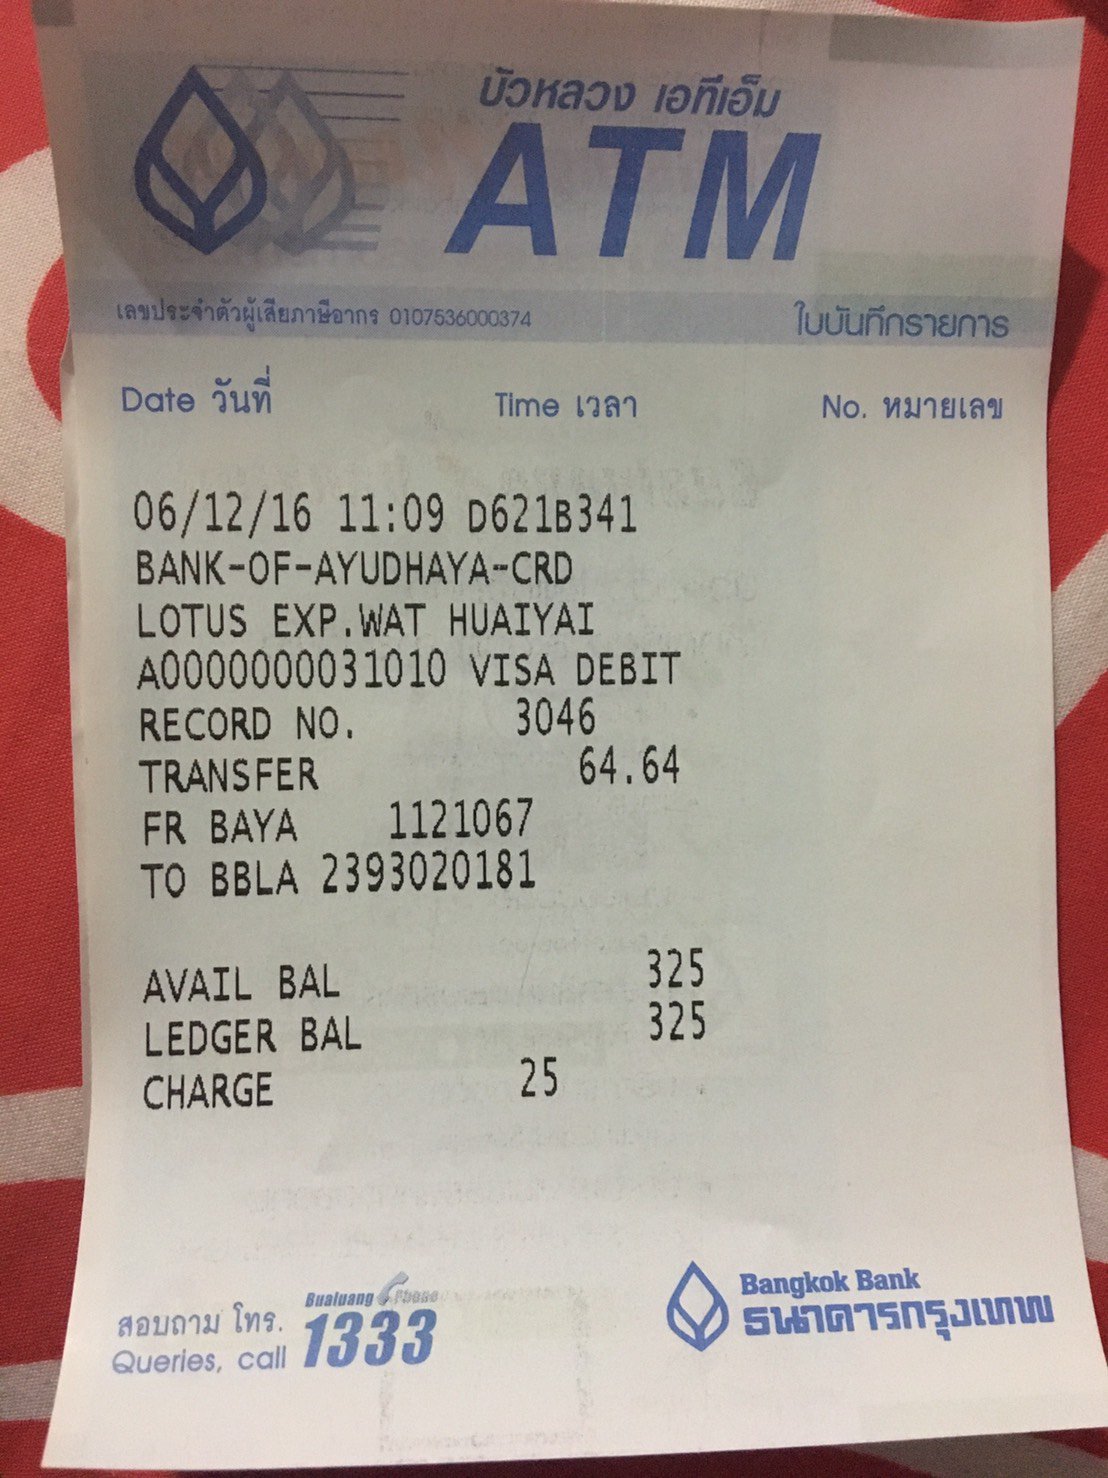 บัวหลวง เอทีเอ็ม
ATM
เลขประจำตัวผู้เสียภาษีอากร 0107536000374 ใบบันทึกรายการ
Date วันที่ Time เวลา No. หมายเลข
06/12/16 11:09 D621B341
BANK-OF-AYUDHAYA-CRD
LOTUS EXP.WAT HUAIYAI
A0000000031010 VISA DEBIT
RECORD NO. 3046
TRANSFER 64.64
FR BAYA 1121067
TO BBLA 2393020181
AVAIL BAL 325
LEDGER BAL 325
CHARGE 25
สอบถาม โทร.
Queries, call
Bualuang Phone
1333
Bangkok Bank
ธนาคารกรุงเทพ